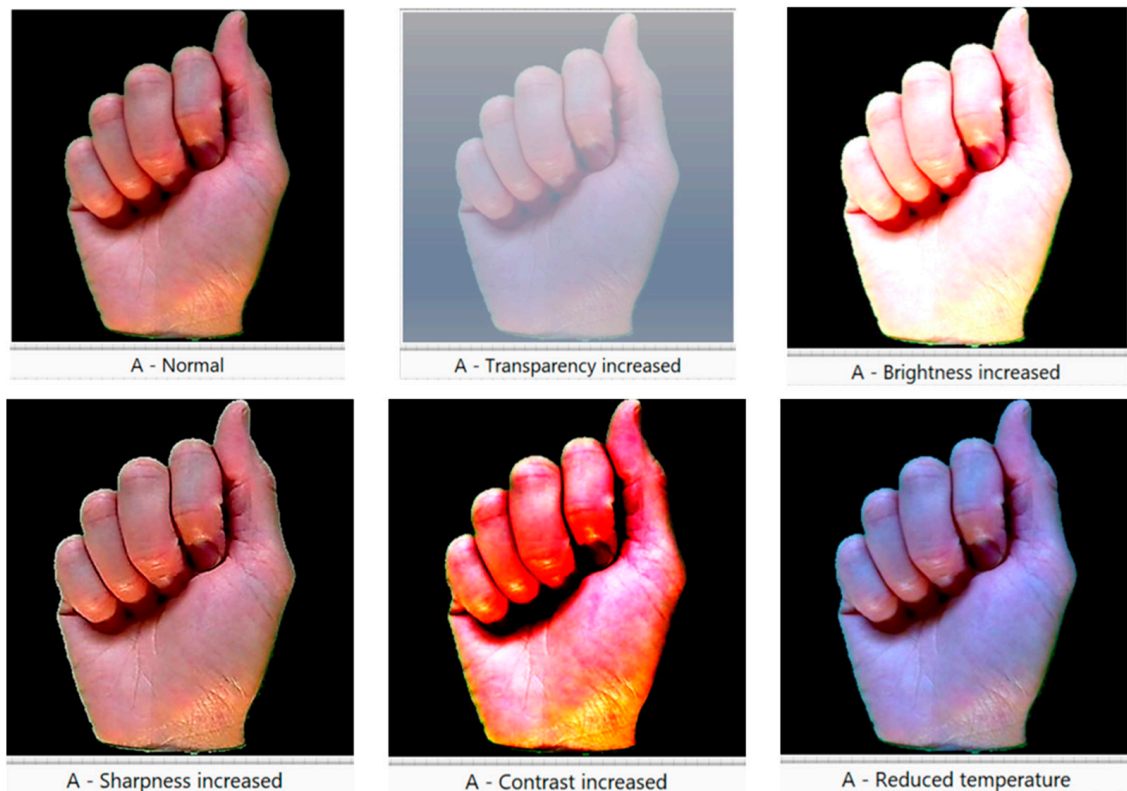 A - Normal
A - Transparency increased
A - Brightness increased
A - Sharpness increased
A - Contrast increased
A - Reduced temperature